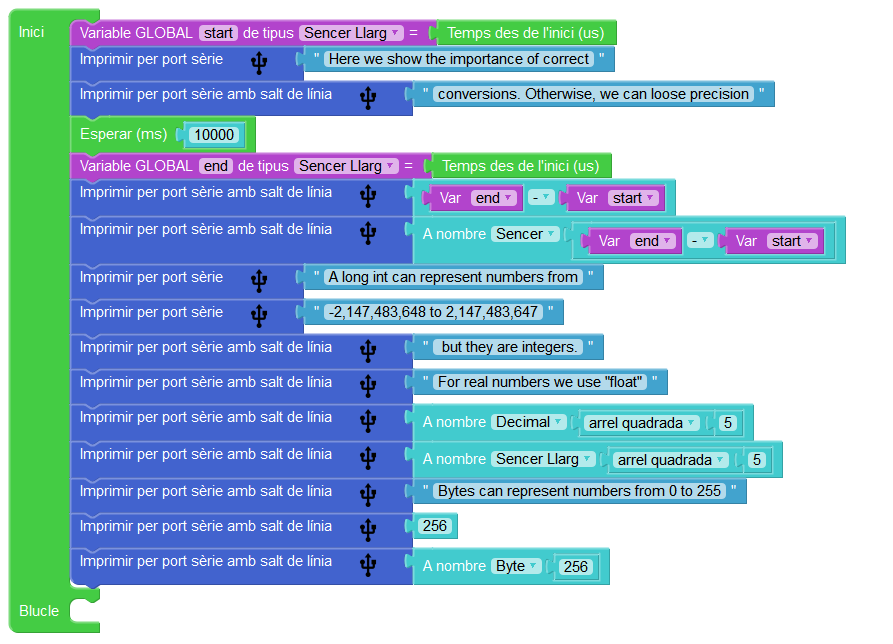 Inici
Variable GLOBAL start de tipus Sencer Llarg = Temps des de l'inici (us)
Imprimir per port sèrie " Here we show the importance of correct "
Imprimir per port sèrie amb salt de línia " conversions. Otherwise, we can loose precision "
Esperar (ms) 10000
Variable GLOBAL end de tipus Sencer Llarg = Temps des de l'inici (us)
Imprimir per port sèrie amb salt de línia Var end - Var start
Imprimir per port sèrie amb salt de línia A nombre Sencer Var end - Var start
Imprimir per port sèrie " A long int can represent numbers from "
Imprimir per port sèrie " -2,147,483,648 to 2,147,483,647 "
Imprimir per port sèrie amb salt de línia " but they are integers. "
Imprimir per port sèrie amb salt de línia " For real numbers we use "float" "
Imprimir per port sèrie amb salt de línia A nombre Decimal arrel quadrada 5
Imprimir per port sèrie amb salt de línia A nombre Sencer Llarg arrel quadrada 5
Imprimir per port sèrie amb salt de línia " Bytes can represent numbers from 0 to 255 "
Imprimir per port sèrie amb salt de línia 256
Imprimir per port sèrie amb salt de línia A nombre Byte 256
Blucle